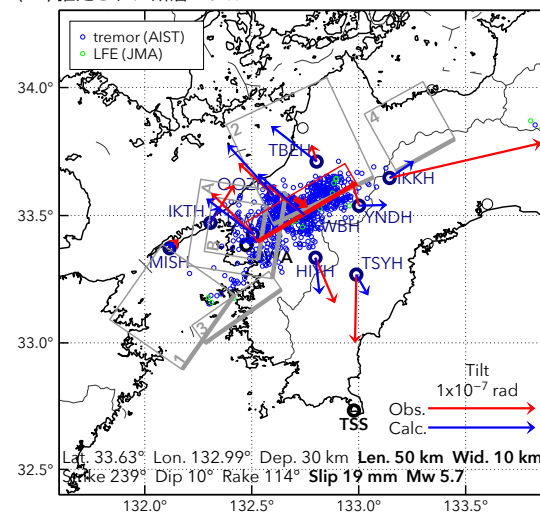 tremor (AIST)
LFE (JMA)
34.0°
33.5°
33.0°
32.5°
132.0°
132.5°
133.0°
133.5°
2
4
A
B
1
3
TBEH
IKKH
IKTH
YNDH
MISH
A
HIYH
TSYH
TSS
Tilt
1x10⁻⁷ rad
Obs.
Calc.
Lat. 33.63° Lon. 132.99° Dep. 30 km Len. 50 km Wid. 10 km
Strike 239° Dip 10° Rake 114° Slip 19 mm Mw 5.7